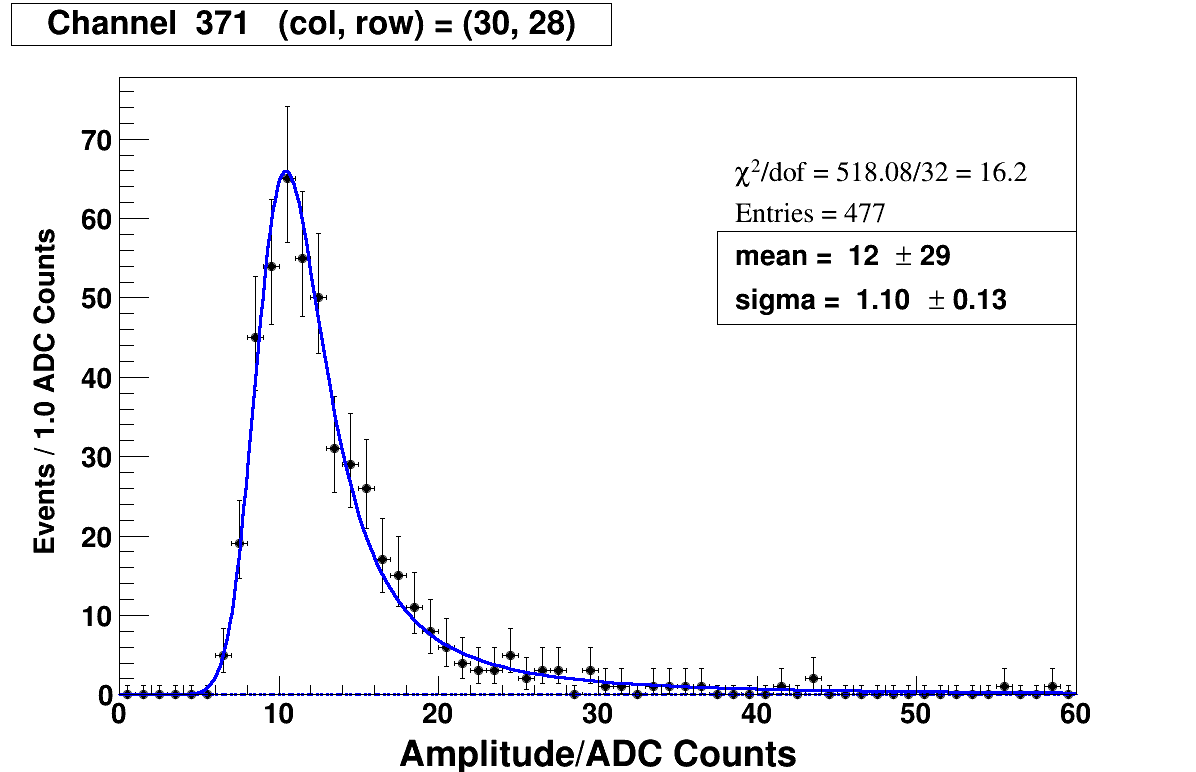 Channel 371 (col, row) = (30, 28)
χ²/dof = 518.08/32 = 16.2
Entries = 477
mean = 12 ± 29
sigma = 1.10 ± 0.13
Events / 1.0 ADC Counts
70
60
50
40
30
20
10
0
0 10 20 30 40 50 60
Amplitude/ADC Counts